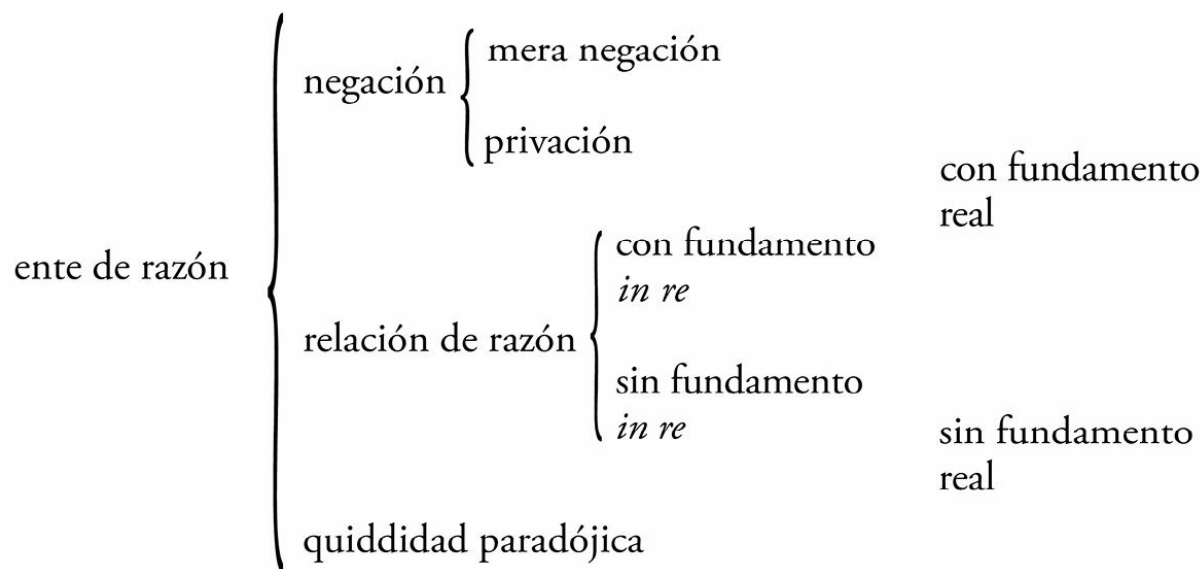 mera negación
negación
privación
con fundamento
real
con fundamento
in re
ente de razón
relación de razón
sin fundamento
in re
sin fundamento
real
quiddidad paradójica